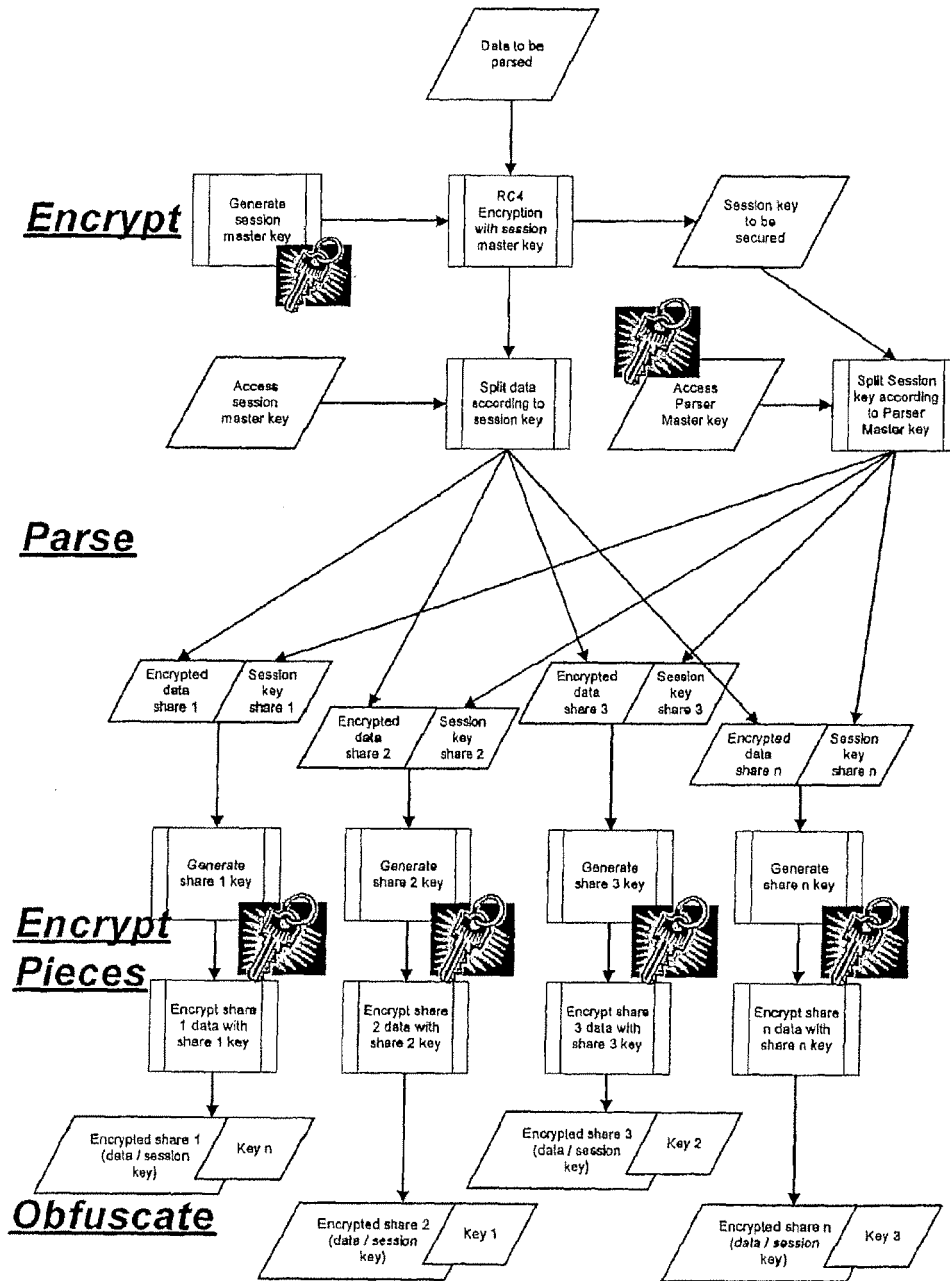 Data to be
parsed
Encrypt
Generate
session
master key
RC4
Encryption
with session
master key
Session key
to be
secured
Access
session
master key
Split data
according to
session key
Access
Parser
Master key
Split Session
key according
to Parser
Master key
Parse
Encrypted
data
share 1
Session
key
share 1
Encrypted
data
share 2
Session
key
share 2
Encrypted
data
share 3
Session
key
share 3
Encrypted
data
share n
Session
key
share n
Generate
share 1 key
Generate
share 2 key
Generate
share 3 key
Generate
share n key
Encrypt
Pieces
Encrypt share
1 data with
share 1 key
Encrypt share
2 data with
share 2 key
Encrypt share
3 data with
share 3 key
Encrypt share
n data with
share n key
Encrypted share 1
(data / session
key)
Key n
Encrypted share 3
(data / session
key)
Key 2
Obfuscate
Encrypted share 2
(data / session
key)
Key 1
Encrypted share n
(data / session
key)
Key 3